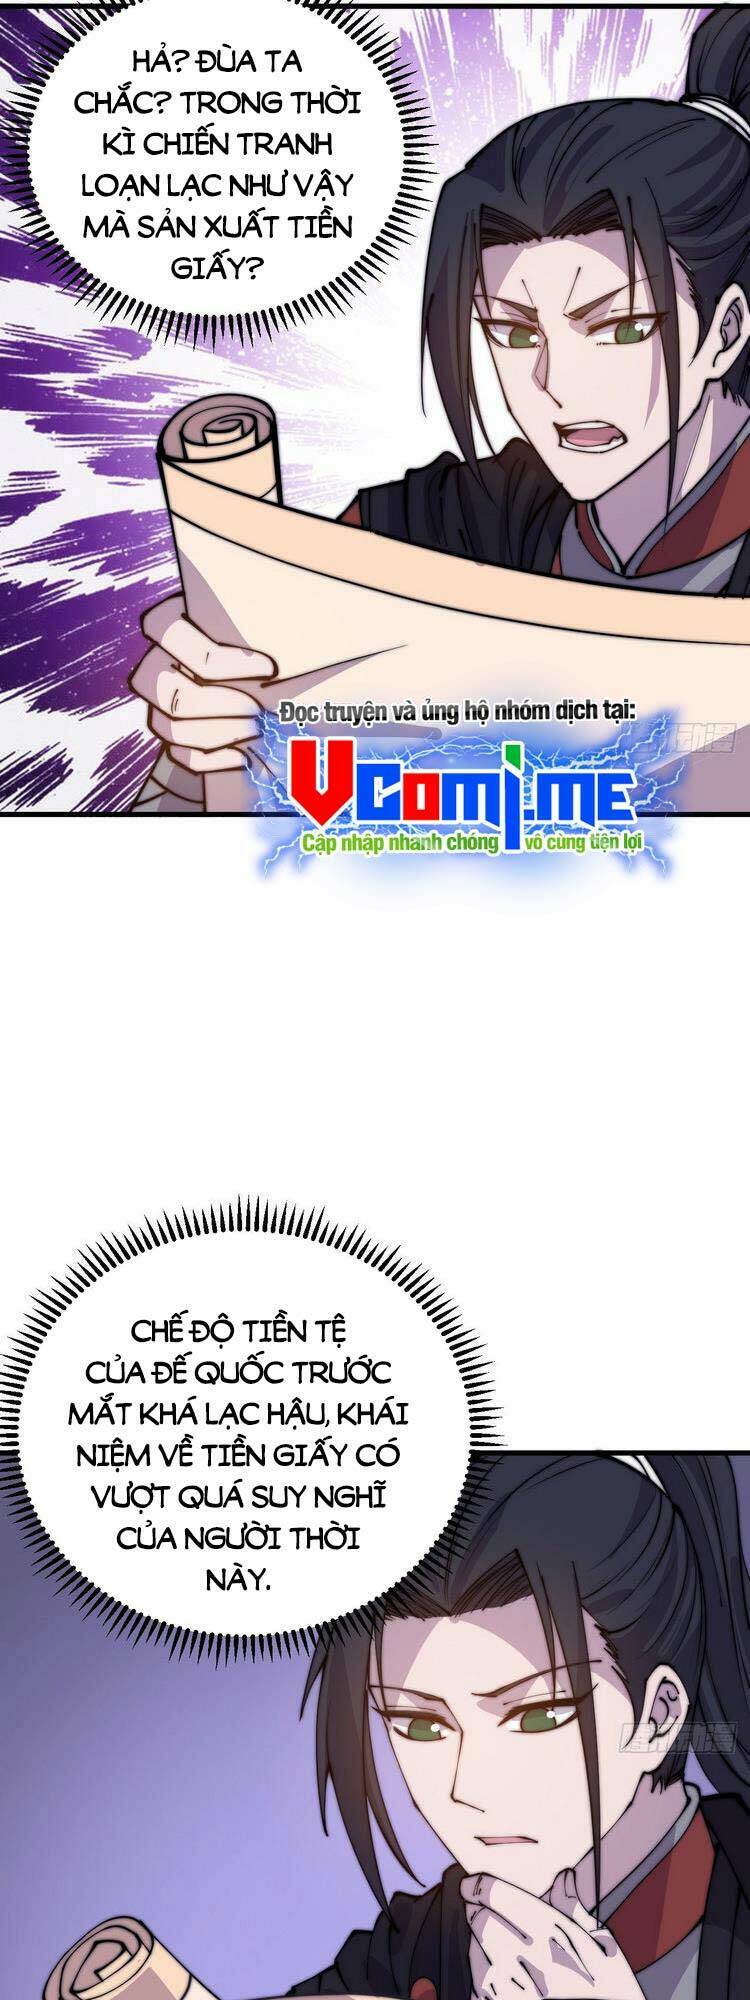 HẢ? ĐÙA TA
CHẮC? TRONG THỜI
KÌ CHIẾN TRANH
LOẠN LẠC NHƯ VẬY
MÀ SẢN XUẤT TIỀN
GIẤY?
Đọc truyện và ủng hộ nhóm dịch tại:
VComi.me
Cập nhập nhanh chóng vô cùng tiện lợi
CHẾ ĐỘ TIỀN TỆ
CỦA ĐẾ QUỐC TRƯỚC
MẮT KHÁ LẠC HẬU, KHÁI
NIỆM VỀ TIỀN GIẤY CÓ
VƯỢT QUÁ SUY NGHĨ
CỦA NGƯỜI THỜI
NÀY.